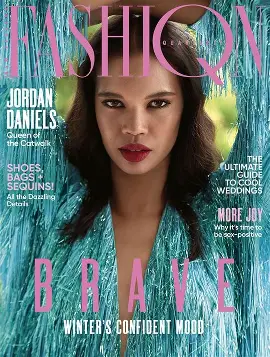 FASHION
JORDAN
DANIELS
Queen of
the Catwalk
SHOES,
BAGS +
SEQUINS!
All the Dazzling
Details
THE
ULTIMATE
GUIDE
TO COOL
WEDDINGS
MORE JOY
Why it's time to
be sex-positive
BRAVE
WINTER'S CONFIDENT MOOD